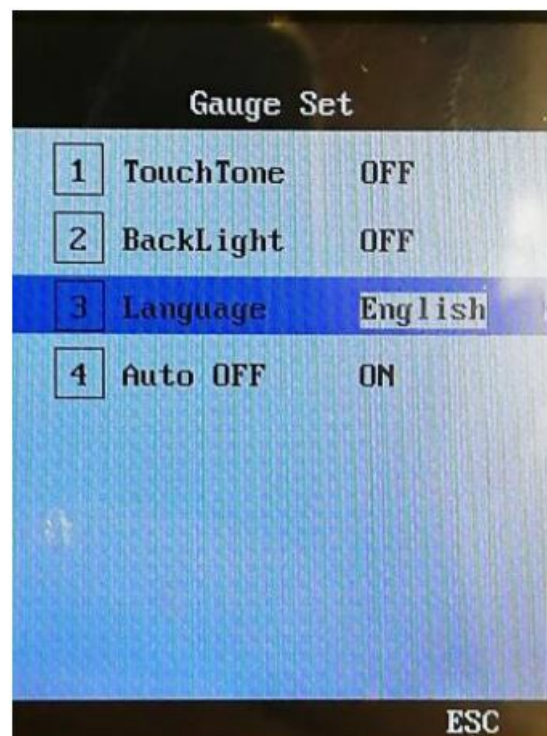 Gauge Set
1 TouchTone OFF
2 BackLight OFF
3 Language English
4 Auto OFF ON
ESC